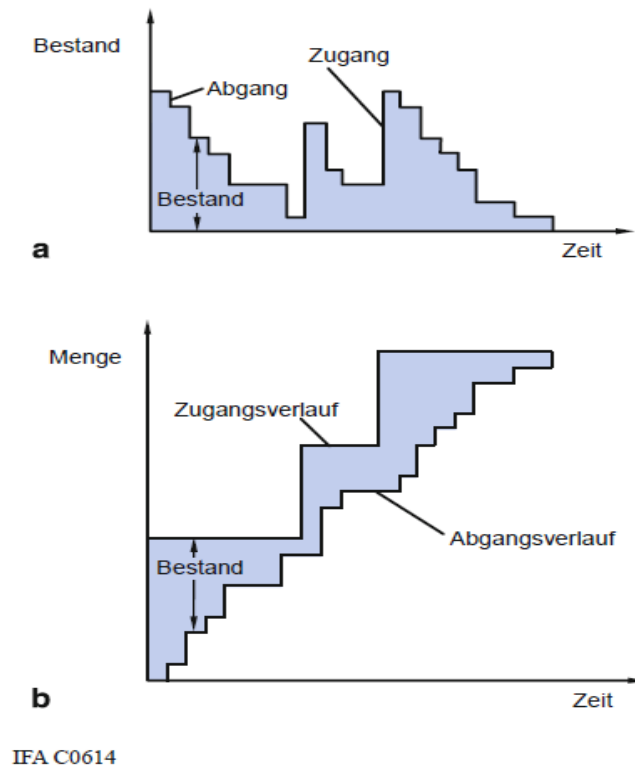 Bestand
Zugang
Abgang
Bestand
a
Zeit
Menge
Zugangsverlauf
Abgangsverlauf
Bestand
b
Zeit
IFA C0614